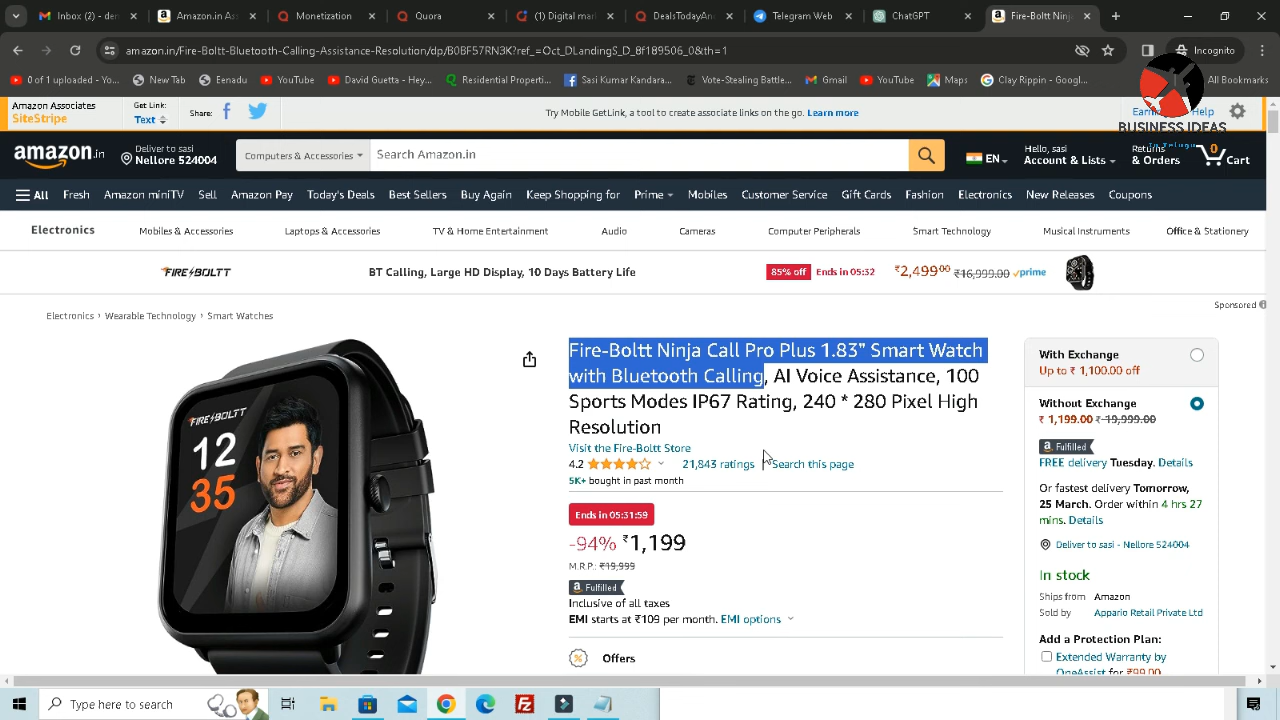 Inbox (2) - den
Amazon.in As
Monetization
Quora
(1) Digital mar
DealsTodayAn
Telegram Web
ChatGPT
Fire-Boltt Ninj
amazon.in/Fire-Boltt-Bluetooth-Calling-Assistance-Resolution/dp/B0BF57RN3K?ref_=Oct_DLandingS_D_8f189506_0&th=1
Incognito
0 of 1 uploaded - Yo...
New Tab
Eenadu
YouTube
David Guetta - Hey...
Residential Properti...
Sasi Kumar Kandara...
Vote-Stealing Battle...
Gmail
YouTube
Maps
Clay Rippin - Googl...
All Bookmarks
Amazon Associates
SiteStripe
Get Link:
Text
Share:
Try Mobile GetLink, a tool to create associate links on the go. Learn more
Help
BUSINESS IDEAS
In Telugu
amazon.in
Deliver to sasi
Nellore 524004
Computers & Accessories
Search Amazon.in
EN
Hello, sasi
Account & Lists
& Orders
0
Cart
All
Fresh
Amazon miniTV
Sell
Amazon Pay
Today's Deals
Best Sellers
Buy Again
Keep Shopping for
Prime
Mobiles
Customer Service
Gift Cards
Fashion
Electronics
New Releases
Coupons
Electronics
Mobiles & Accessories
Laptops & Accessories
TV & Home Entertainment
Audio
Cameras
Computer Peripherals
Smart Technology
Musical Instruments
Office & Stationery
FIRE-BOLTT
BT Calling, Large HD Display, 10 Days Battery Life
85% off
Ends in 05:32
₹2,499.00
₹16,999.00
prime
Sponsored
Electronics › Wearable Technology › Smart Watches
Fire-Boltt Ninja Call Pro Plus 1.83" Smart Watch
with Bluetooth Calling, AI Voice Assistance, 100
Sports Modes IP67 Rating, 240 * 280 Pixel High
Resolution
Visit the Fire-Boltt Store
4.2
21,843 ratings
Search this page
5K+ bought in past month
Ends in 05:31:59
-94% ₹1,199
M.R.P.: ₹19,999
Fulfilled
Inclusive of all taxes
EMI starts at ₹109 per month. EMI options
Offers
FIRE-BOLTT
12
35
With Exchange
Up to ₹ 1,100.00 off
Without Exchange
₹ 1,199.00 ₹ 19,999.00
Fulfilled
FREE delivery Tuesday. Details
Or fastest delivery Tomorrow,
25 March. Order within 4 hrs 27
mins. Details
Deliver to sasi - Nellore 524004
In stock
Ships from Amazon
Sold by Appario Retail Private Ltd
Add a Protection Plan:
Extended Warranty by
OneAssist for ₹99.00
Type here to search